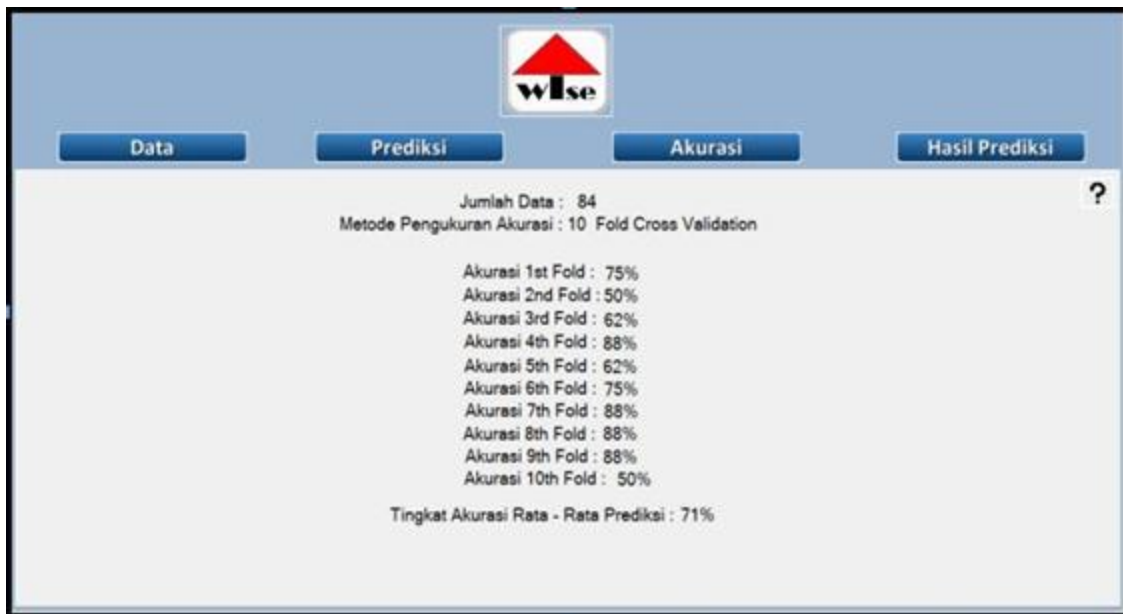 wIse
Data
Prediksi
Akurasi
Hasil Prediksi
?
Jumlah Data : 84
Metode Pengukuran Akurasi : 10 Fold Cross Validation
Akurasi 1st Fold : 75%
Akurasi 2nd Fold : 50%
Akurasi 3rd Fold : 62%
Akurasi 4th Fold : 88%
Akurasi 5th Fold : 62%
Akurasi 6th Fold : 75%
Akurasi 7th Fold : 88%
Akurasi 8th Fold : 88%
Akurasi 9th Fold : 88%
Akurasi 10th Fold : 50%
Tingkat Akurasi Rata - Rata Prediksi : 71%